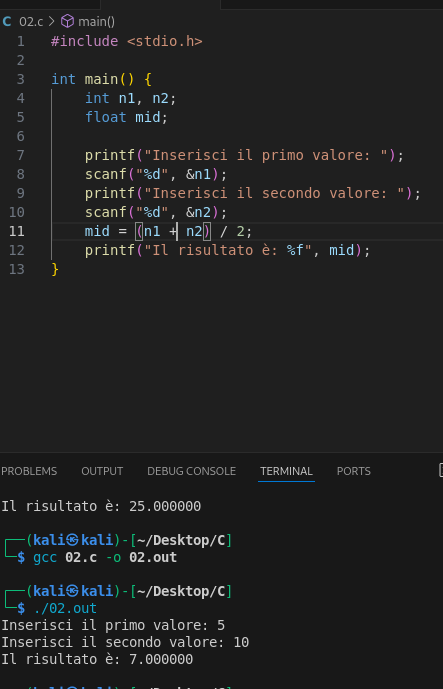 C 02.c > main()
1 #include <stdio.h>
2
3 int main() {
4     int n1, n2;
5     float mid;
6
7     printf("Inserisci il primo valore: ");
8     scanf("%d", &n1);
9     printf("Inserisci il secondo valore: ");
10     scanf("%d", &n2);
11     mid = (n1 + n2) / 2;
12     printf("Il risultato è: %f", mid);
13 }
PROBLEMS OUTPUT DEBUG CONSOLE TERMINAL PORTS
Il risultato è: 25.000000
┌──(kali㉿kali)-[~/Desktop/C]
└─$ gcc 02.c -o 02.out
┌──(kali㉿kali)-[~/Desktop/C]
└─$ ./02.out
Inserisci il primo valore: 5
Inserisci il secondo valore: 10
Il risultato è: 7.000000